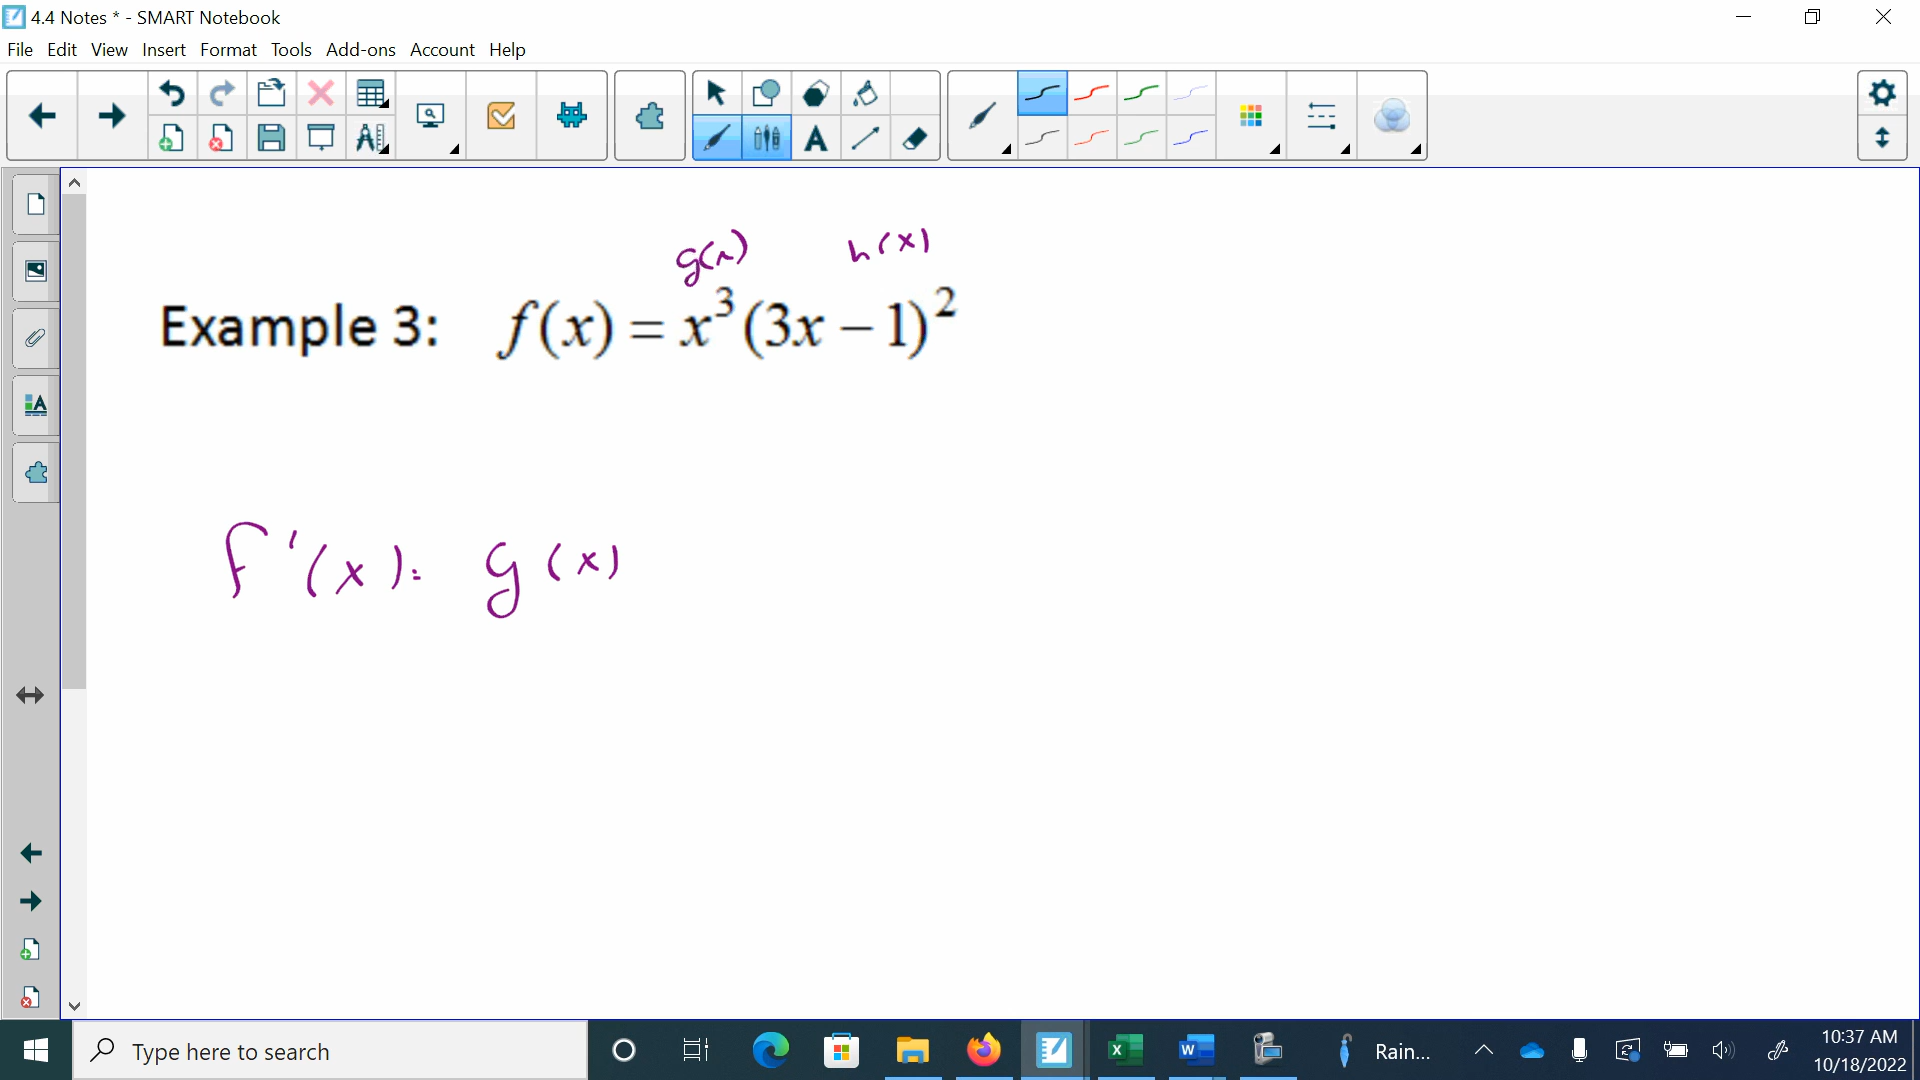 4.4 Notes * - SMART Notebook
File Edit View Insert Format Tools Add-ons Account Help
g(x) h(x)
Example 3: f(x) = x³(3x − 1)²
f'(x) = g(x)
Type here to search
Rain...
10:37 AM
10/18/2022